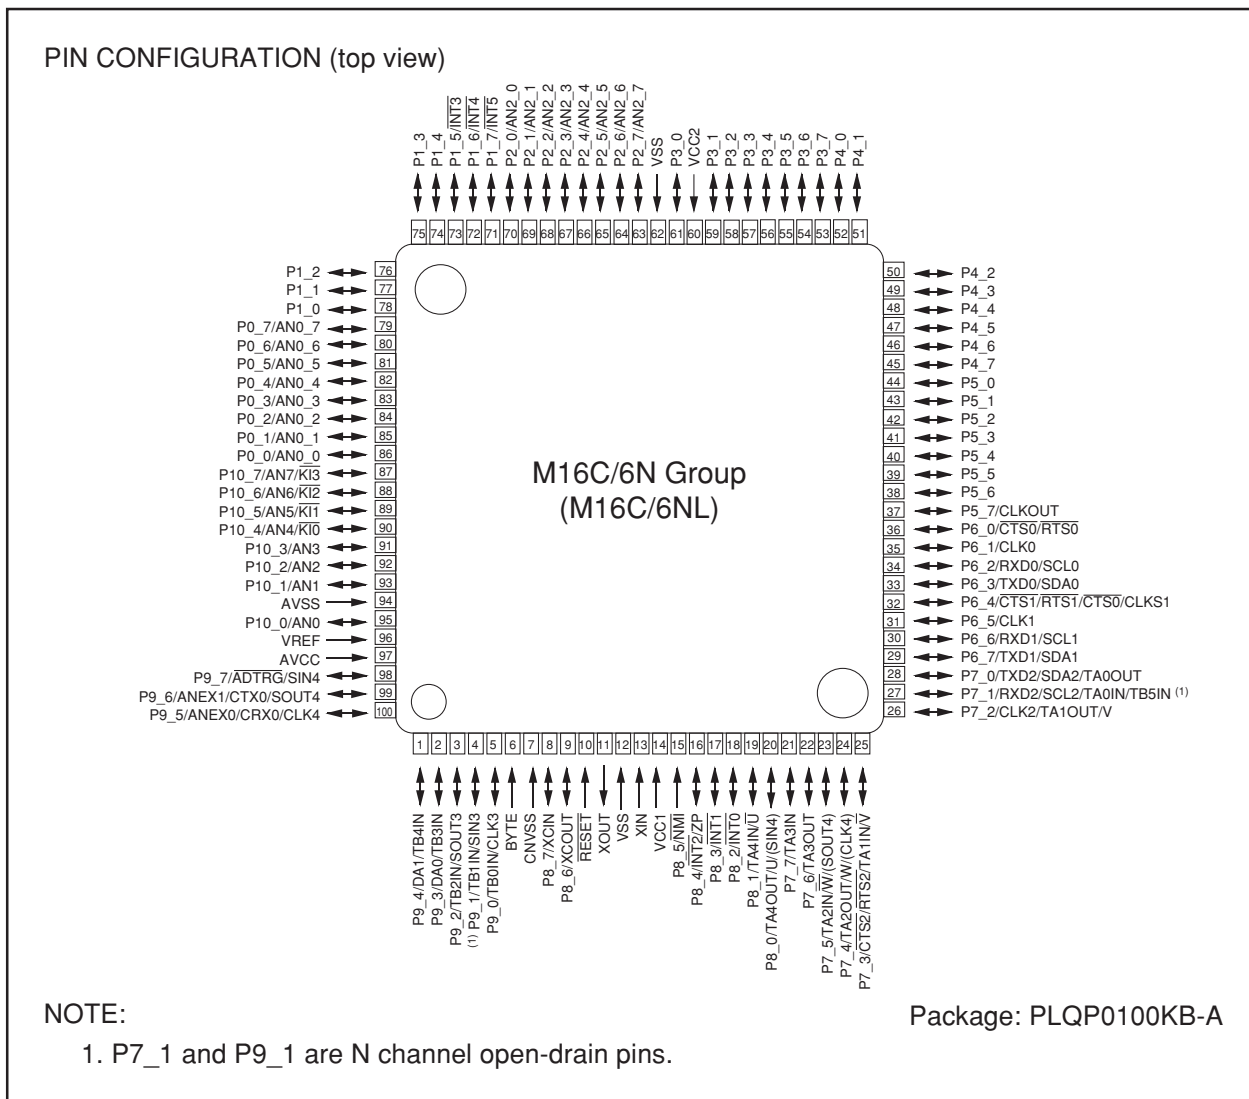 PIN CONFIGURATION (top view)
P1_3
P1_4
P1_5/INT3
P1_6/INT4
P1_7/INT5
P2_0/AN2_0
P2_1/AN2_1
P2_2/AN2_2
P2_3/AN2_3
P2_4/AN2_4
P2_5/AN2_5
P2_6/AN2_6
P2_7/AN2_7
VSS
P3_0
VCC2
P3_1
P3_2
P3_3
P3_4
P3_5
P3_6
P3_7
P4_0
P4_1
75 74 73 72 71 70 69 68 67 66 65 64 63 62 61 60 59 58 57 56 55 54 53 52 51
P1_2 76
P1_1 77
P1_0 78
P0_7/AN0_7 79
P0_6/AN0_6 80
P0_5/AN0_5 81
P0_4/AN0_4 82
P0_3/AN0_3 83
P0_2/AN0_2 84
P0_1/AN0_1 85
P0_0/AN0_0 86
P10_7/AN7/KI3 87
P10_6/AN6/KI2 88
P10_5/AN5/KI1 89
P10_4/AN4/KI0 90
P10_3/AN3 91
P10_2/AN2 92
P10_1/AN1 93
AVSS 94
P10_0/AN0 95
VREF 96
AVCC 97
P9_7/ADTRG/SIN4 98
P9_6/ANEX1/CTX0/SOUT4 99
P9_5/ANEX0/CRX0/CLK4 100
M16C/6N Group
(M16C/6NL)
50 P4_2
49 P4_3
48 P4_4
47 P4_5
46 P4_6
45 P4_7
44 P5_0
43 P5_1
42 P5_2
41 P5_3
40 P5_4
39 P5_5
38 P5_6
37 P5_7/CLKOUT
36 P6_0/CTS0/RTS0
35 P6_1/CLK0
34 P6_2/RXD0/SCL0
33 P6_3/TXD0/SDA0
32 P6_4/CTS1/RTS1/CTS0/CLKS1
31 P6_5/CLK1
30 P6_6/RXD1/SCL1
29 P6_7/TXD1/SDA1
28 P7_0/TXD2/SDA2/TA0OUT
27 P7_1/RXD2/SCL2/TA0IN/TB5IN (1)
26 P7_2/CLK2/TA1OUT/V
1 2 3 4 5 6 7 8 9 10 11 12 13 14 15 16 17 18 19 20 21 22 23 24 25
P9_4/DA1/TB4IN
P9_3/DA0/TB3IN
P9_2/TB2IN/SOUT3
(1) P9_1/TB1IN/SIN3
P9_0/TB0IN/CLK3
BYTE
CNVSS
P8_7/XCIN
P8_6/XCOUT
RESET
XOUT
VSS
XIN
VCC1
P8_5/NMI
P8_4/INT2/ZP
P8_3/INT1
P8_2/INT0
P8_1/TA4IN/U
P8_0/TA4OUT/U/(SIN4)
P7_7/TA3IN
P7_6/TA3OUT
P7_5/TA2IN/W/(SOUT4)
P7_4/TA2OUT/W/(CLK4)
P7_3/CTS2/RTS2/TA1IN/V
NOTE:
1. P7_1 and P9_1 are N channel open-drain pins.
Package: PLQP0100KB-A